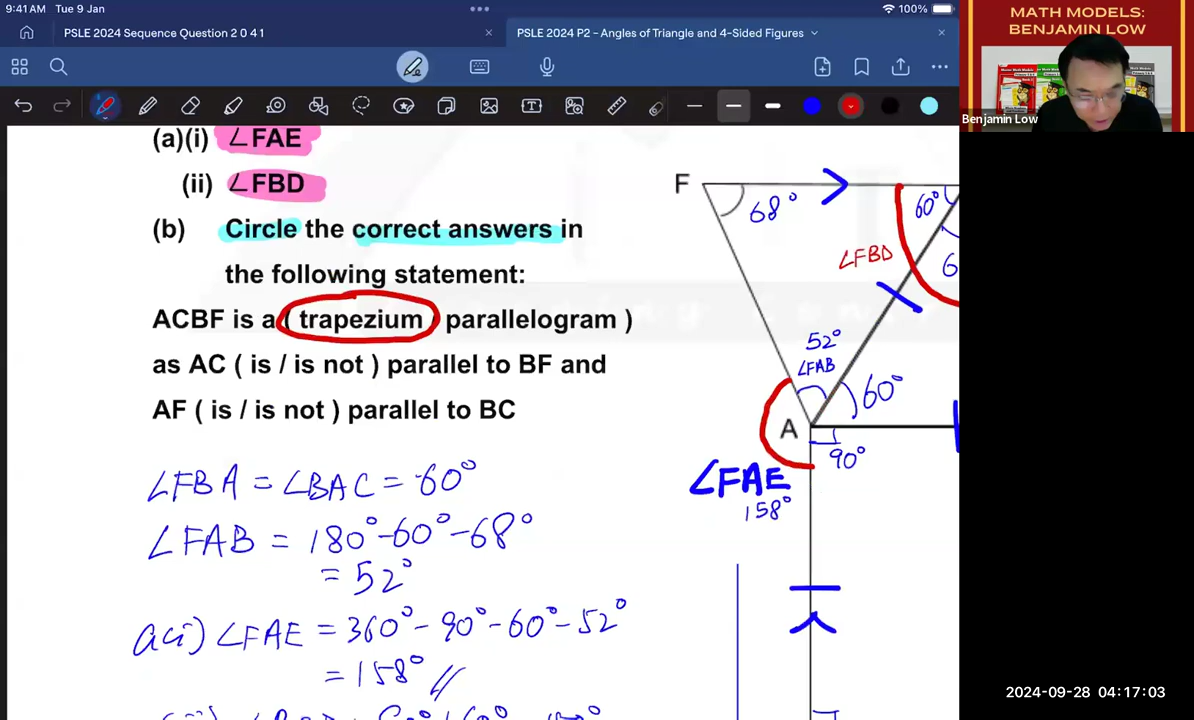 9:41 AM Tue 9 Jan
100%
PSLE 2024 Sequence Question 2 0 4 1
PSLE 2024 P2 – Angles of Triangle and 4-Sided Figures
MATH MODELS:
BENJAMIN LOW
Benjamin Low
(a)(i) ∠FAE
(ii) ∠FBD
(b) Circle the correct answers in
the following statement:
ACBF is a ( trapezium / parallelogram )
as AC ( is / is not ) parallel to BF and
AF ( is / is not ) parallel to BC
∠FBA = ∠BAC = 60°
∠FAB = 180° - 60° - 68°
= 52°
a(i) ∠FAE = 360° - 90° - 60° - 52°
= 158°
F
68°
60°
∠FBD
6
52°
∠FAB
60°
A
90°
∠FAE
158°
2024-09-28 04:17:03